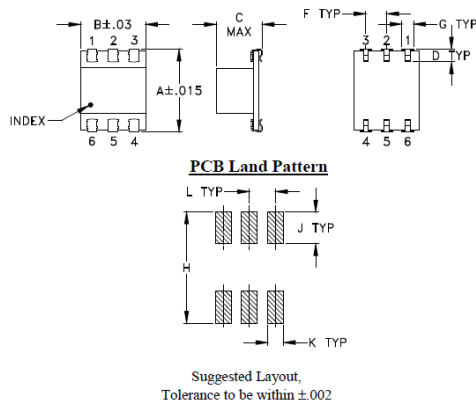 B±.03
C
MAX
F TYP
G TYP
1 2 3
A±.015
INDEX
6 5 4
3 2 1
D TYP
4 5 6
PCB Land Pattern
L TYP
J TYP
H
K TYP
Suggested Layout,
Tolerance to be within ±.002